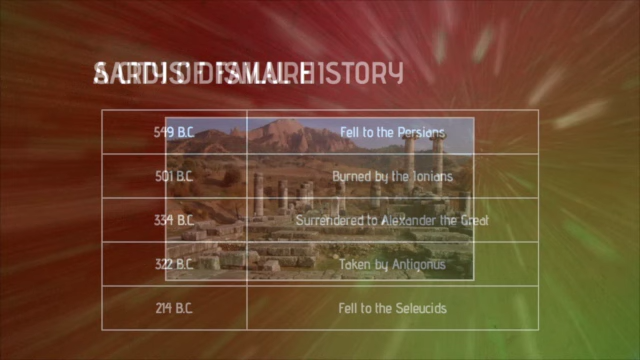 HISTORY
549 B.C. Fell to the Persians
501 B.C. Burned by the Ionians
334 B.C. Surrendered to Alexander the Great
322 B.C. Taken by Antigonus
214 B.C. Fell to the Seleucids